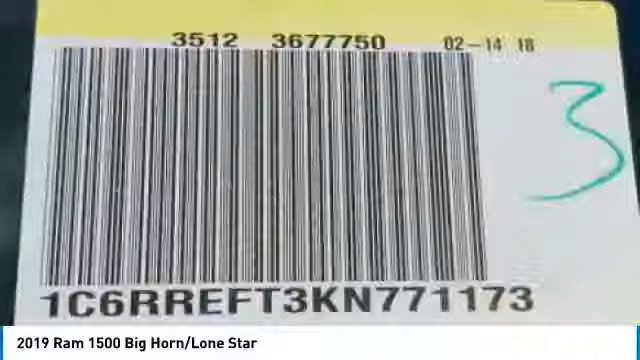 3512 3677750 02-14 18
3
1C6RREFT3KN771173
2019 Ram 1500 Big Horn/Lone Star